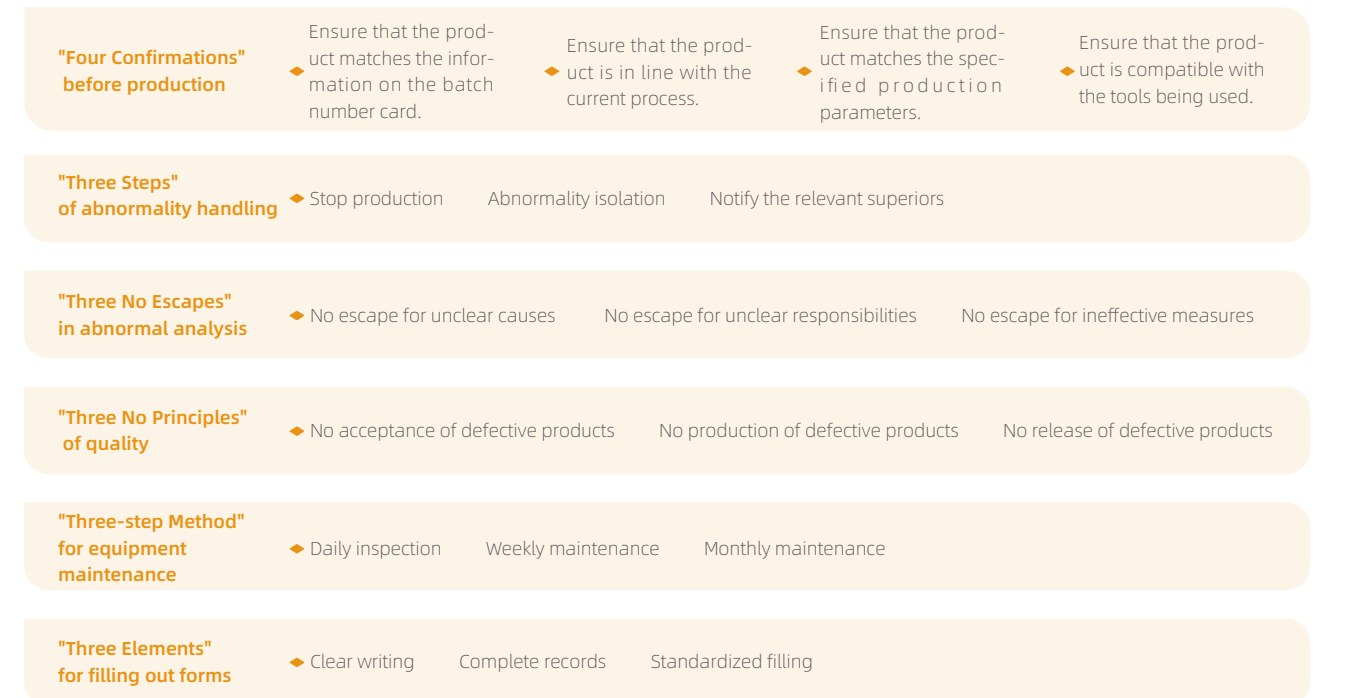 "Four Confirmations"
before production
Ensure that the prod-
uct matches the infor-
mation on the batch
number card.
Ensure that the prod-
uct is in line with the
current process.
Ensure that the prod-
uct matches the spec-
ified production
parameters.
Ensure that the prod-
uct is compatible with
the tools being used.
"Three Steps"
of abnormality handling
Stop production Abnormality isolation Notify the relevant superiors
"Three No Escapes"
in abnormal analysis
No escape for unclear causes No escape for unclear responsibilities No escape for ineffective measures
"Three No Principles"
of quality
No acceptance of defective products No production of defective products No release of defective products
"Three-step Method"
for equipment
maintenance
Daily inspection Weekly maintenance Monthly maintenance
"Three Elements"
for filling out forms
Clear writing Complete records Standardized filling